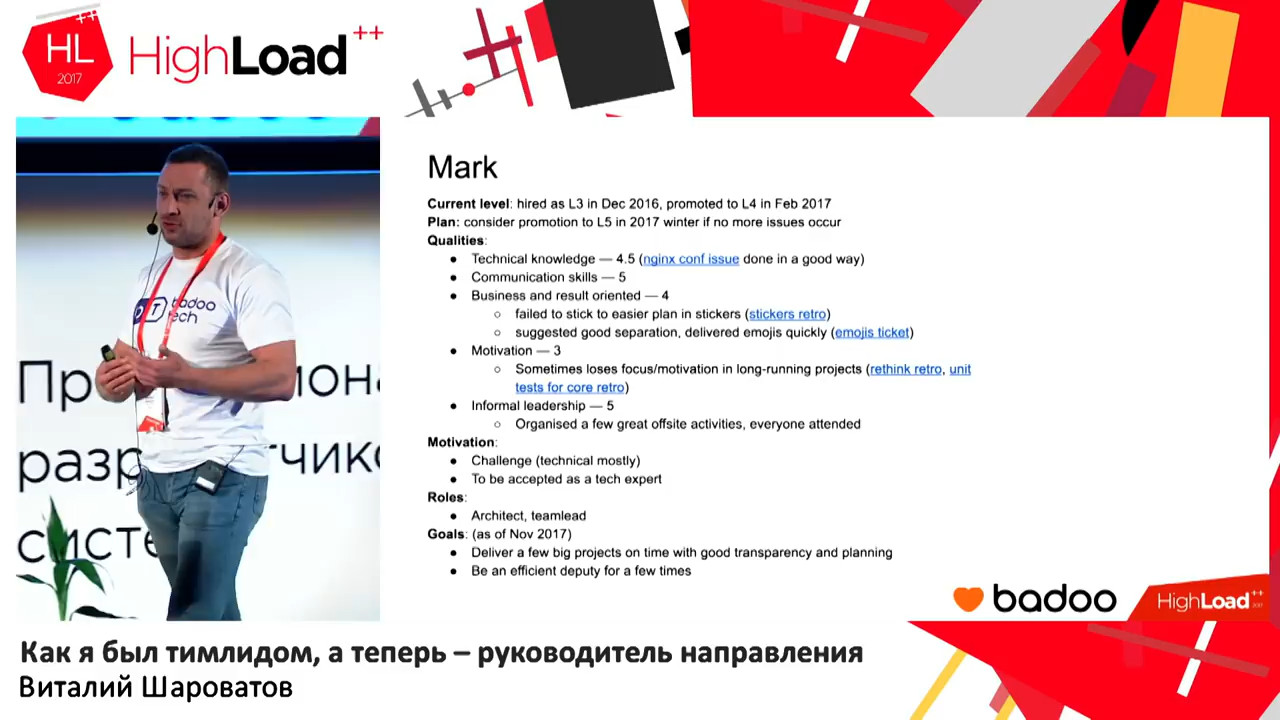 HL
2017
HighLoad++
badoo
tech
DT
разр
чик
сист
Mark
Current level: hired as L3 in Dec 2016, promoted to L4 in Feb 2017
Plan: consider promotion to L5 in 2017 winter if no more issues occur
Qualities:
● Technical knowledge — 4.5 (nginx conf issue done in a good way)
● Communication skills — 5
● Business and result oriented — 4
○ failed to stick to easier plan in stickers (stickers retro)
○ suggested good separation, delivered emojis quickly (emojis ticket)
● Motivation — 3
○ Sometimes loses focus/motivation in long-running projects (rethink retro, unit
tests for core retro)
● Informal leadership — 5
○ Organised a few great offsite activities, everyone attended
Motivation:
● Challenge (technical mostly)
● To be accepted as a tech expert
Roles:
● Architect, teamlead
Goals: (as of Nov 2017)
● Deliver a few big projects on time with good transparency and planning
● Be an efficient deputy for a few times
badoo
HighLoad++
Как я был тимлидом, а теперь – руководитель направления
Виталий Шароватов